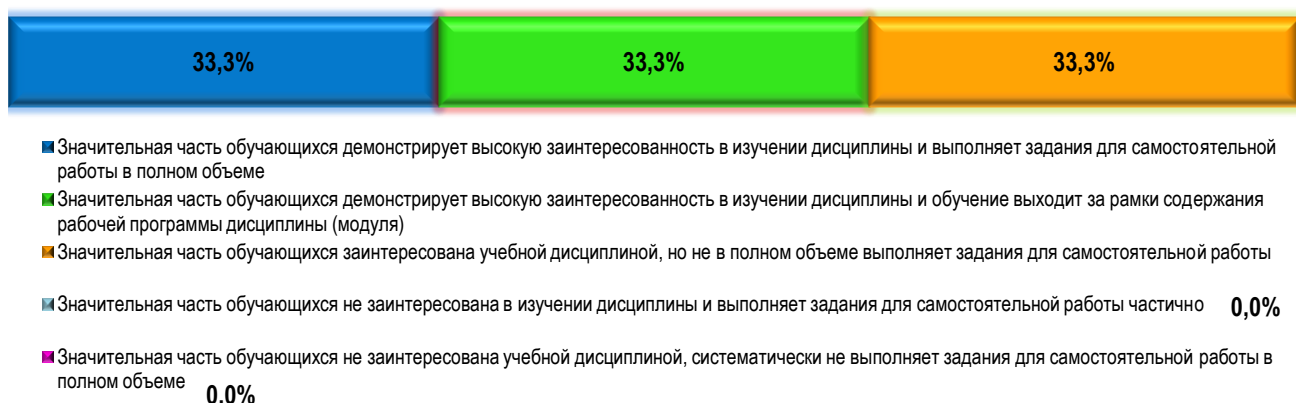 33,3% 33,3% 33,3%
Значительная часть обучающихся демонстрирует высокую заинтересованность в изучении дисциплины и выполняет задания для самостоятельной
работы в полном объеме
Значительная часть обучающихся демонстрирует высокую заинтересованность в изучении дисциплины и обучение выходит за рамки содержания
рабочей программы дисциплины (модуля)
Значительная часть обучающихся заинтересована учебной дисциплиной, но не в полном объеме выполняет задания для самостоятельной работы
Значительная часть обучающихся не заинтересована в изучении дисциплины и выполняет задания для самостоятельной работы частично 0,0%
Значительная часть обучающихся не заинтересована учебной дисциплиной, систематически не выполняет задания для самостоятельной работы в
полном объеме 0,0%